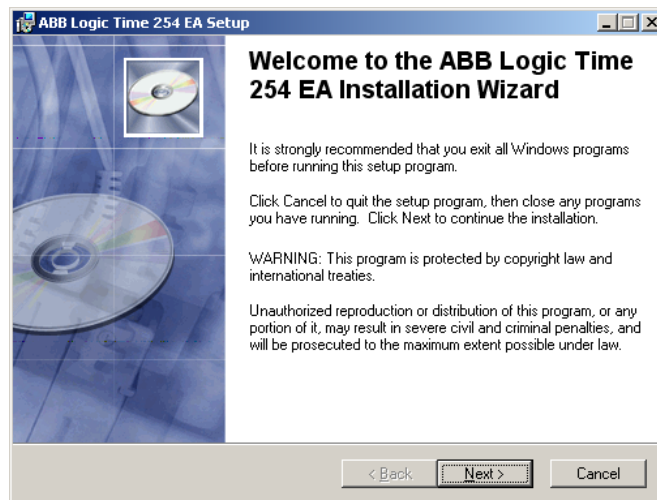 ABB Logic Time 254 EA Setup
Welcome to the ABB Logic Time
254 EA Installation Wizard
It is strongly recommended that you exit all Windows programs
before running this setup program.
Click Cancel to quit the setup program, then close any programs
you have running.  Click Next to continue the installation.
WARNING: This program is protected by copyright law and
international treaties.
Unauthorized reproduction or distribution of this program, or any
portion of it, may result in severe civil and criminal penalties, and
will be prosecuted to the maximum extent possible under law.
< Back Next > Cancel